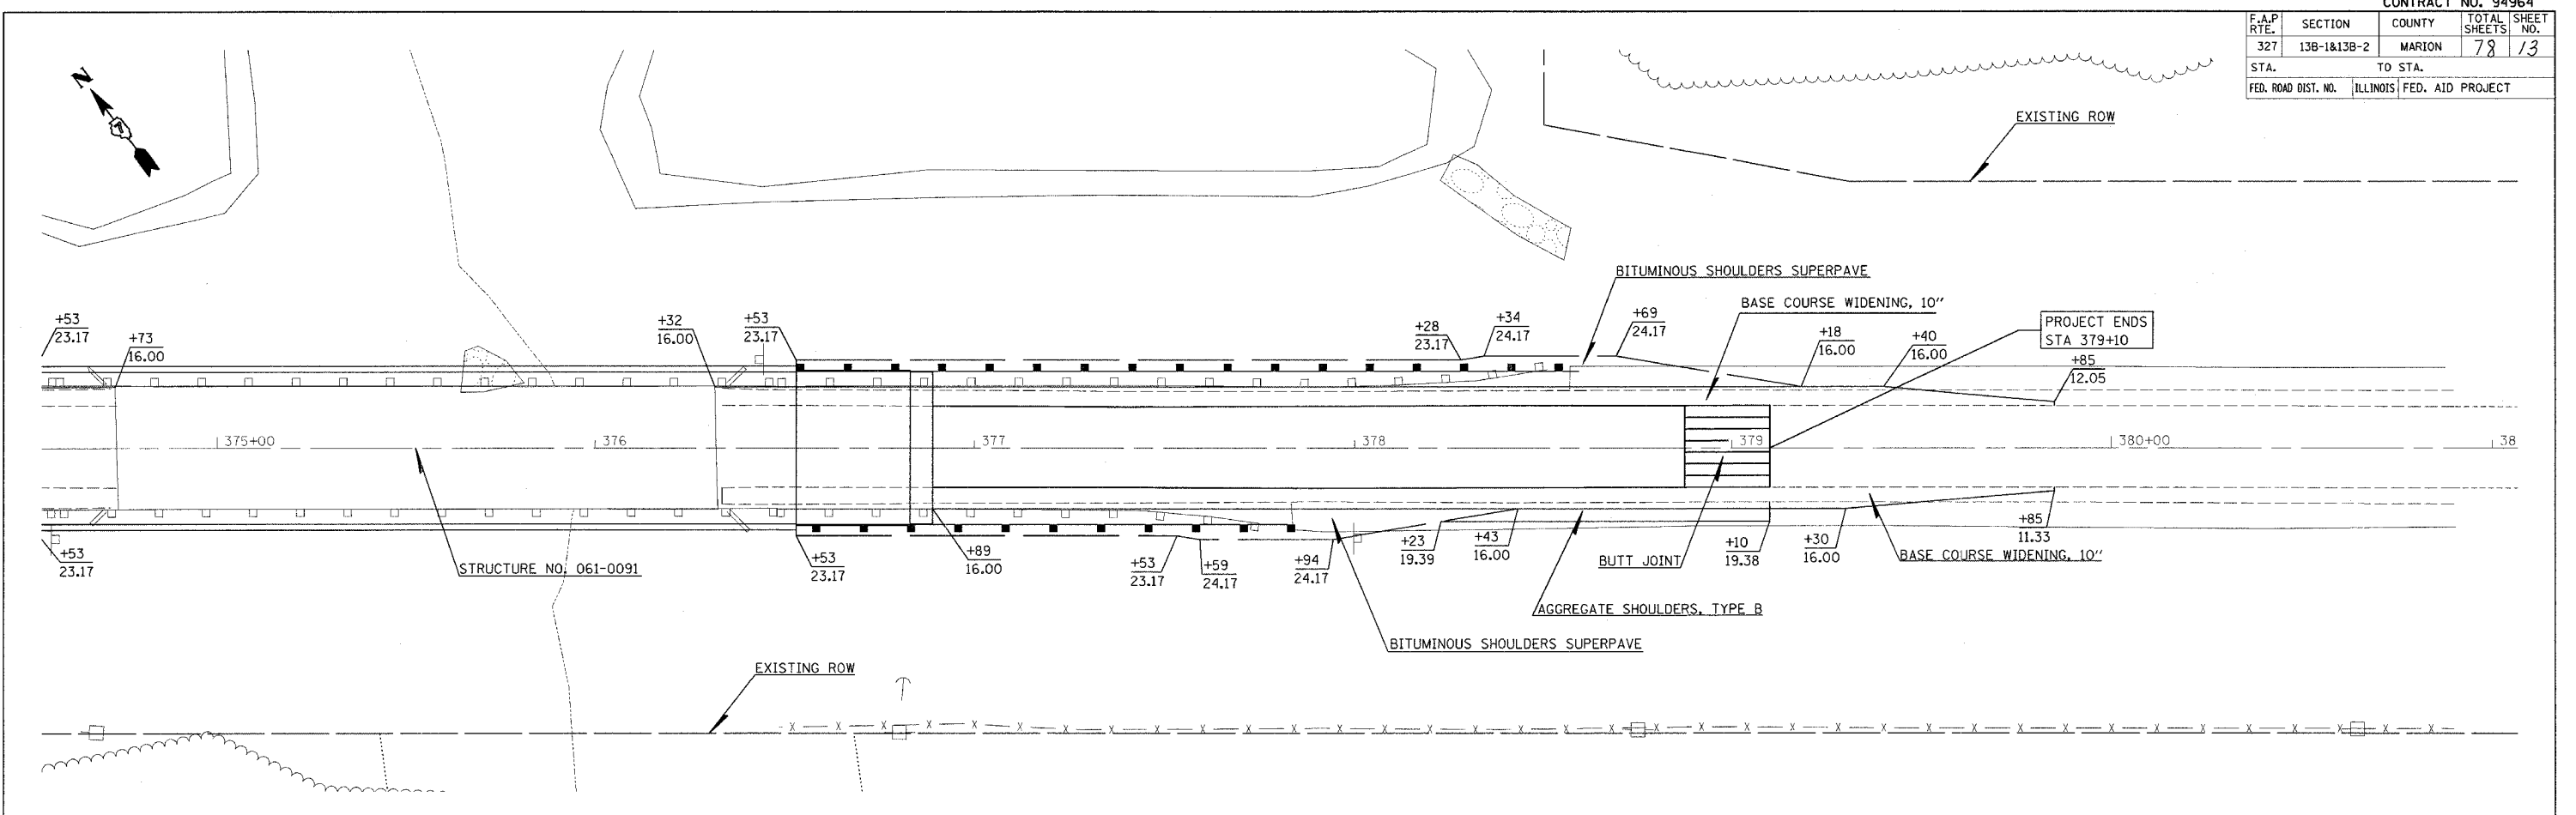 CONTRACT NO. 94964
F.A.P RTE. SECTION COUNTY TOTAL SHEETS SHEET NO.
327 13B-1&13B-2 MARION 78 13
STA. TO STA.
FED. ROAD DIST. NO. ILLINOIS FED. AID PROJECT
N
7
EXISTING ROW
BITUMINOUS SHOULDERS SUPERPAVE
BASE COURSE WIDENING, 10''
PROJECT ENDS
STA 379+10
+53
23.17
+73
16.00
+32
16.00
+53
23.17
+28
23.17
+34
24.17
+69
24.17
+18
16.00
+40
16.00
+85
12.05
375+00 376 377 378 379 380+00 38
+53
23.17
STRUCTURE NO. 061-0091
+53
23.17
+89
16.00
+53
23.17
+59
24.17
+94
24.17
+23
19.39
+43
16.00
BUTT JOINT
+10
19.38
+30
16.00
+85
11.33
BASE COURSE WIDENING, 10''
AGGREGATE SHOULDERS, TYPE B
BITUMINOUS SHOULDERS SUPERPAVE
EXISTING ROW